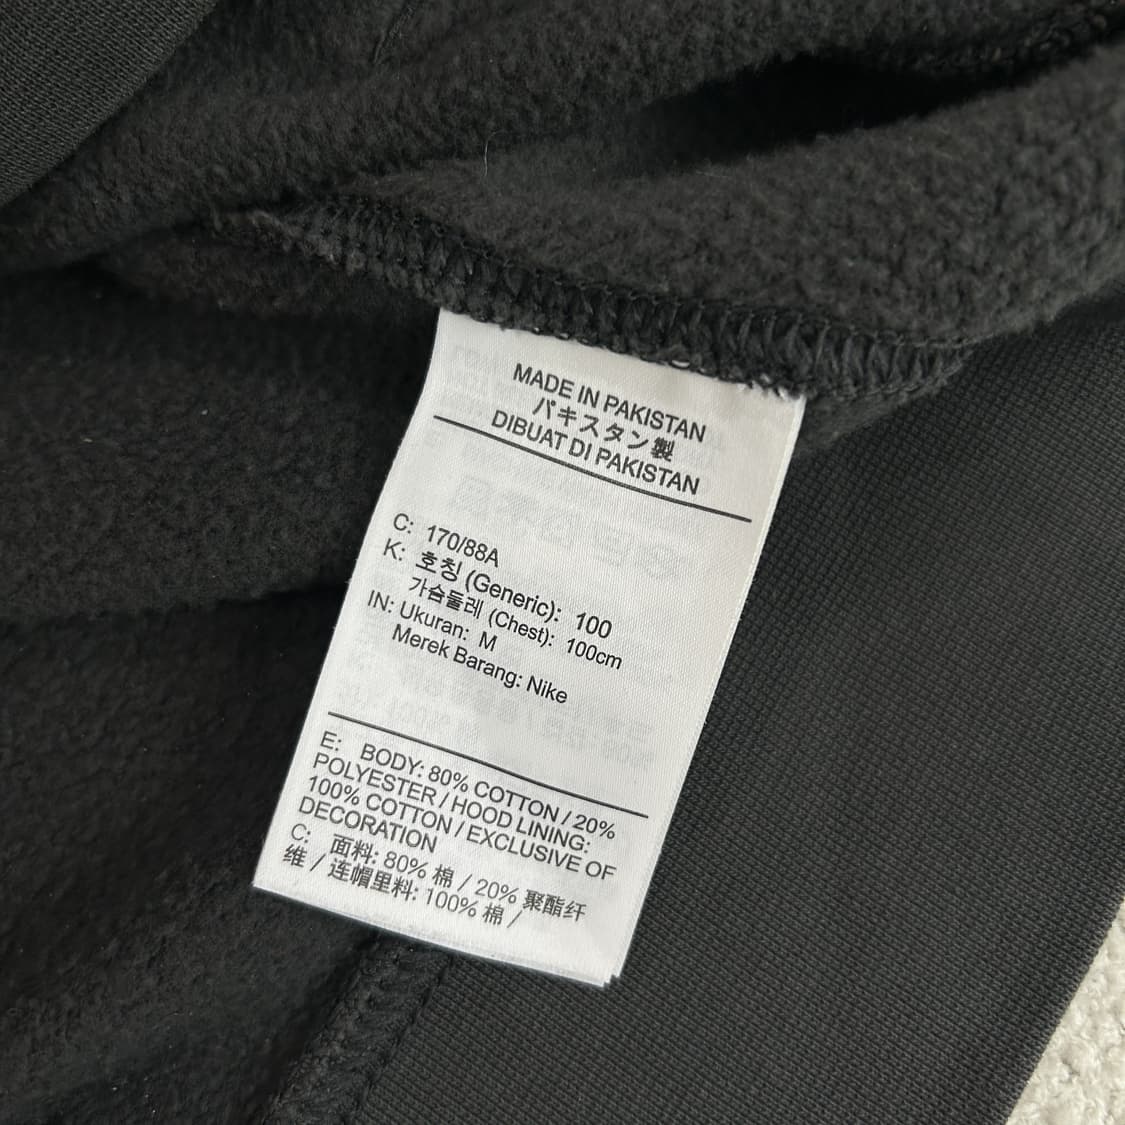 MADE IN PAKISTAN
パキスタン製
DIBUAT DI PAKISTAN
C: 170/88A
K: 호칭 (Generic): 100
가슴둘레 (Chest): 100cm
IN: Ukuran: M
Merek Barang: Nike
E: BODY: 80% COTTON / 20%
POLYESTER / HOOD LINING:
100% COTTON / EXCLUSIVE OF
DECORATION
C: 面料: 80% 棉 / 20% 聚酯纤
维 / 连帽里料: 100% 棉 /